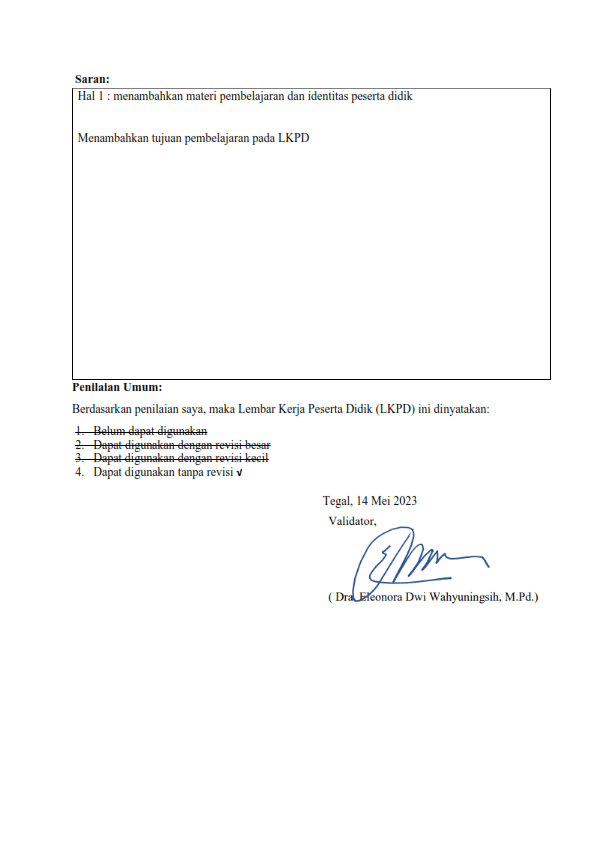 Saran:
Hal 1 : menambahkan materi pembelajaran dan identitas peserta didik
Menambahkan tujuan pembelajaran pada LKPD
Penilaian Umum:
Berdasarkan penilaian saya, maka Lembar Kerja Peserta Didik (LKPD) ini dinyatakan:
1. Belum dapat digunakan
2. Dapat digunakan dengan revisi besar
3. Dapat digunakan dengan revisi kecil
4. Dapat digunakan tanpa revisi √
Tegal, 14 Mei 2023
Validator,
( Dra. Eleonora Dwi Wahyuningsih, M.Pd.)